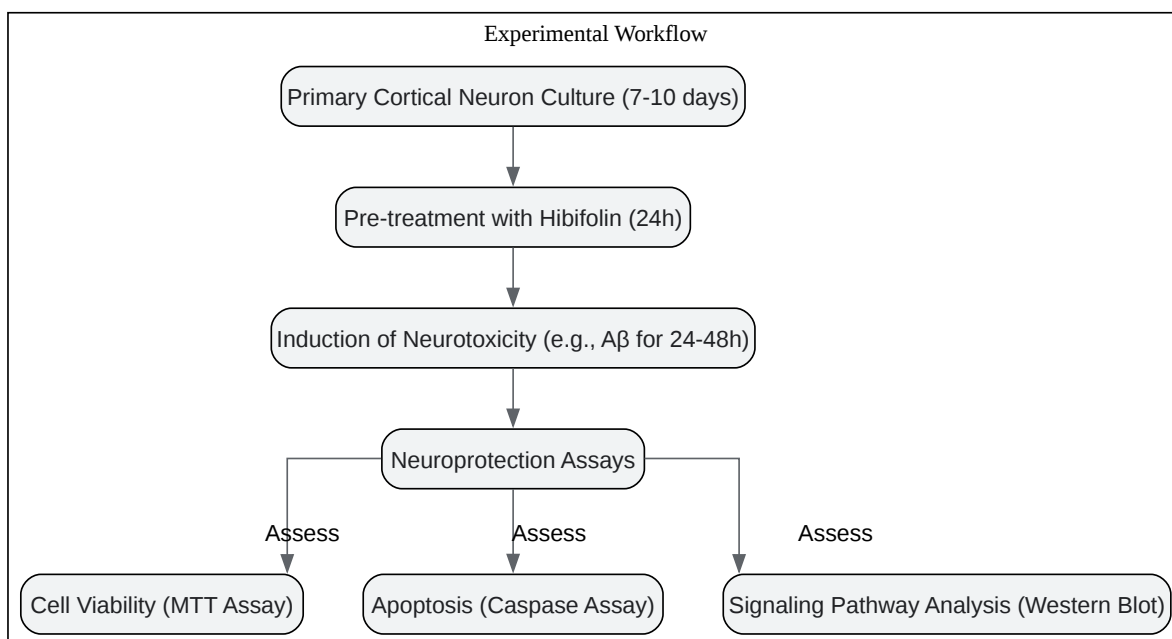 Experimental Workflow
Primary Cortical Neuron Culture (7-10 days)
Pre-treatment with Hibifolin (24h)
Induction of Neurotoxicity (e.g., Aβ for 24-48h)
Neuroprotection Assays
Assess
Assess
Assess
Cell Viability (MTT Assay)
Apoptosis (Caspase Assay)
Signaling Pathway Analysis (Western Blot)